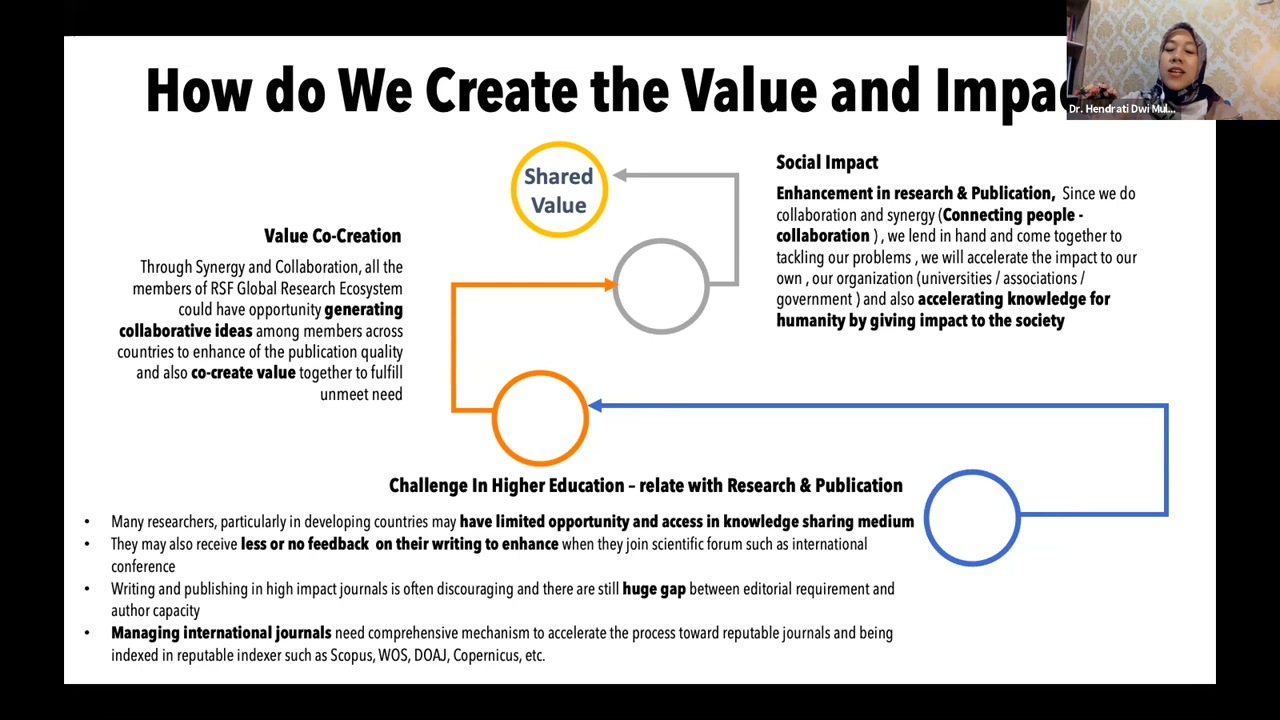 How do We Create the Value and Impac
Dr. Hendrati Dwi Mul...
Shared
Value
Social Impact
Enhancement in research & Publication, Since we do
collaboration and synergy (Connecting people -
collaboration ) , we lend in hand and come together to
tackling our problems , we will accelerate the impact to our
own , our organization (universities / associations /
government ) and also accelerating knowledge for
humanity by giving impact to the society
Value Co-Creation
Through Synergy and Collaboration, all the
members of RSF Global Research Ecosystem
could have opportunity generating
collaborative ideas among members across
countries to enhance of the publication quality
and also co-create value together to fulfill
unmeet need
Challenge In Higher Education – relate with Research & Publication
• Many researchers, particularly in developing countries may have limited opportunity and access in knowledge sharing medium
• They may also receive less or no feedback on their writing to enhance when they join scientific forum such as international
conference
• Writing and publishing in high impact journals is often discouraging and there are still huge gap between editorial requirement and
author capacity
• Managing international journals need comprehensive mechanism to accelerate the process toward reputable journals and being
indexed in reputable indexer such as Scopus, WOS, DOAJ, Copernicus, etc.